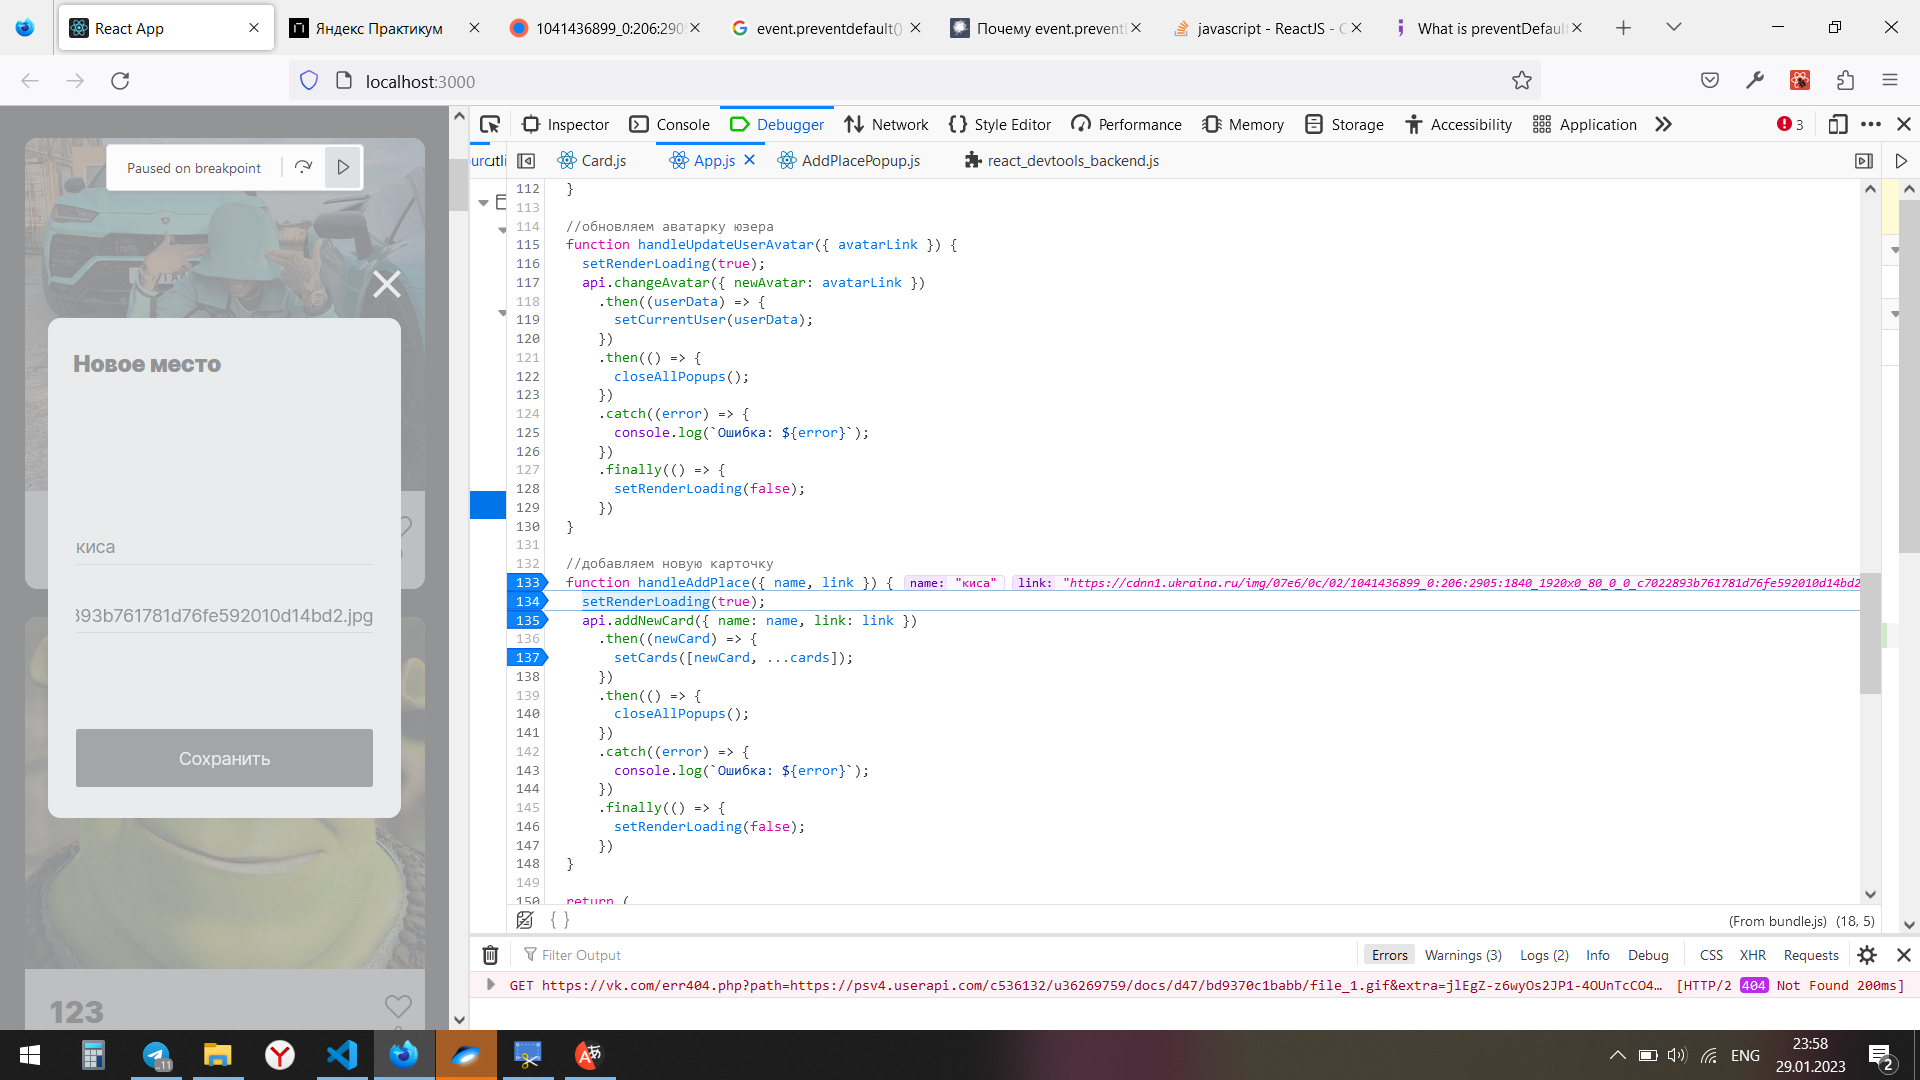 React App
Яндекс Практикум
1041436899_0:206:290
event.preventdefault()
Почему event.prevent
javascript - ReactJS - C
What is preventDefaul
localhost:3000
Paused on breakpoint
Новое место
киса
893b761781d76fe592010d14bd2.jpg
Сохранить
123
Inspector
Console
Debugger
Network
Style Editor
Performance
Memory
Storage
Accessibility
Application
3
Card.js
App.js
AddPlacePopup.js
react_devtools_backend.js
112 }
113
114 //обновляем аватарку юзера
115 function handleUpdateUserAvatar({ avatarLink }) {
116 setRenderLoading(true);
117 api.changeAvatar({ newAvatar: avatarLink })
118 .then((userData) => {
119 setCurrentUser(userData);
120 })
121 .then(() => {
122 closeAllPopups();
123 })
124 .catch((error) => {
125 console.log(`Ошибка: ${error}`);
126 })
127 .finally(() => {
128 setRenderLoading(false);
129 })
130 }
131
132 //добавляем новую карточку
133 function handleAddPlace({ name, link }) { name: "киса" link: "https://cdnn1.ukraina.ru/img/07e6/0c/02/1041436899_0:206:2905:1840_1920x0_80_0_0_c7022893b761781d76fe592010d14bd2
134 setRenderLoading(true);
135 api.addNewCard({ name: name, link: link })
136 .then((newCard) => {
137 setCards([newCard, ...cards]);
138 })
139 .then(() => {
140 closeAllPopups();
141 })
142 .catch((error) => {
143 console.log(`Ошибка: ${error}`);
144 })
145 .finally(() => {
146 setRenderLoading(false);
147 })
148 }
149
150 return (
{ }
(From bundle.js) (18, 5)
Filter Output
Errors
Warnings (3)
Logs (2)
Info
Debug
CSS
XHR
Requests
GET https://vk.com/err404.php?path=https://psv4.userapi.com/c536132/u36269759/docs/d47/bd9370c1babb/file_1.gif&extra=jlEgZ-z6wyOs2JP1-4OUnTcCO4… [HTTP/2 404 Not Found 200ms]
..11
ENG
23:58
29.01.2023
2